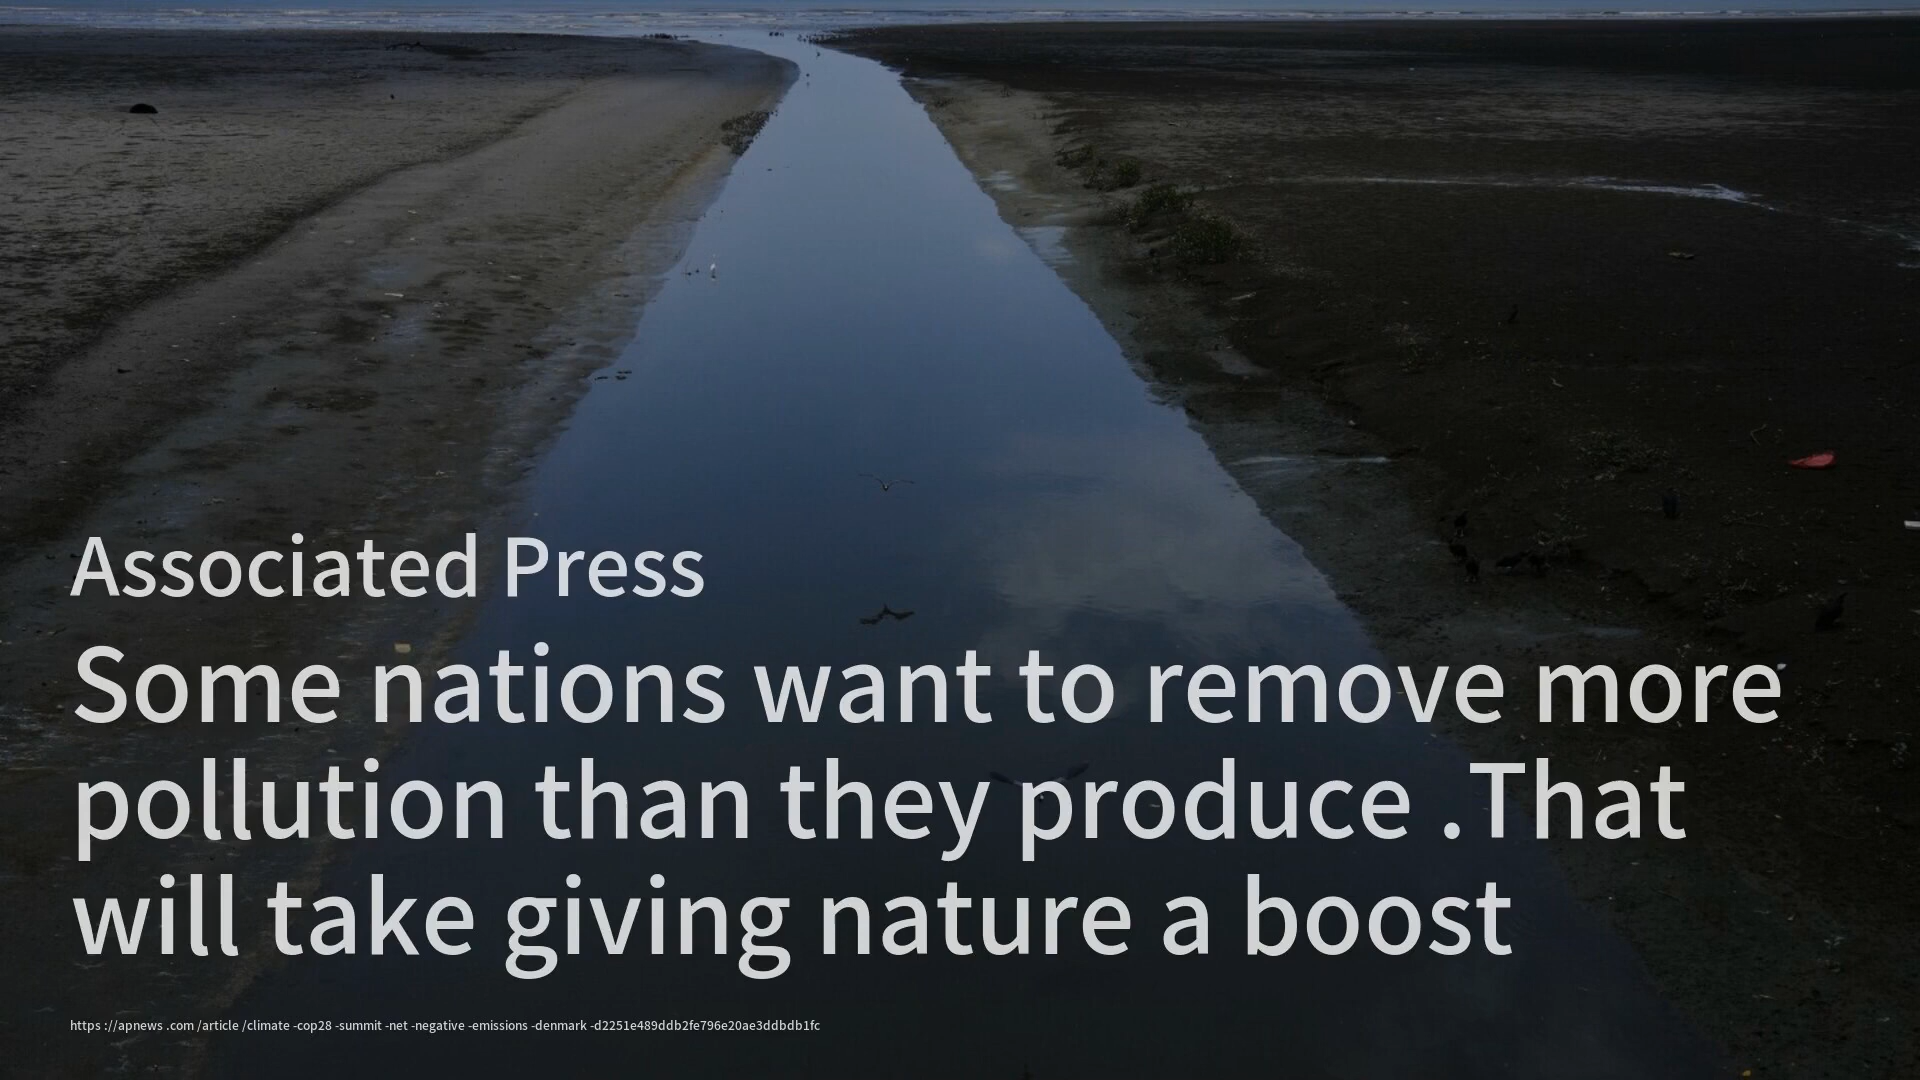 Associated Press
Some nations want to remove more
pollution than they produce .That
will take giving nature a boost
https ://apnews .com /article /climate -cop28 -summit -net -negative -emissions -denmark -d2251e489ddb2fe796e20ae3ddbdb1fc